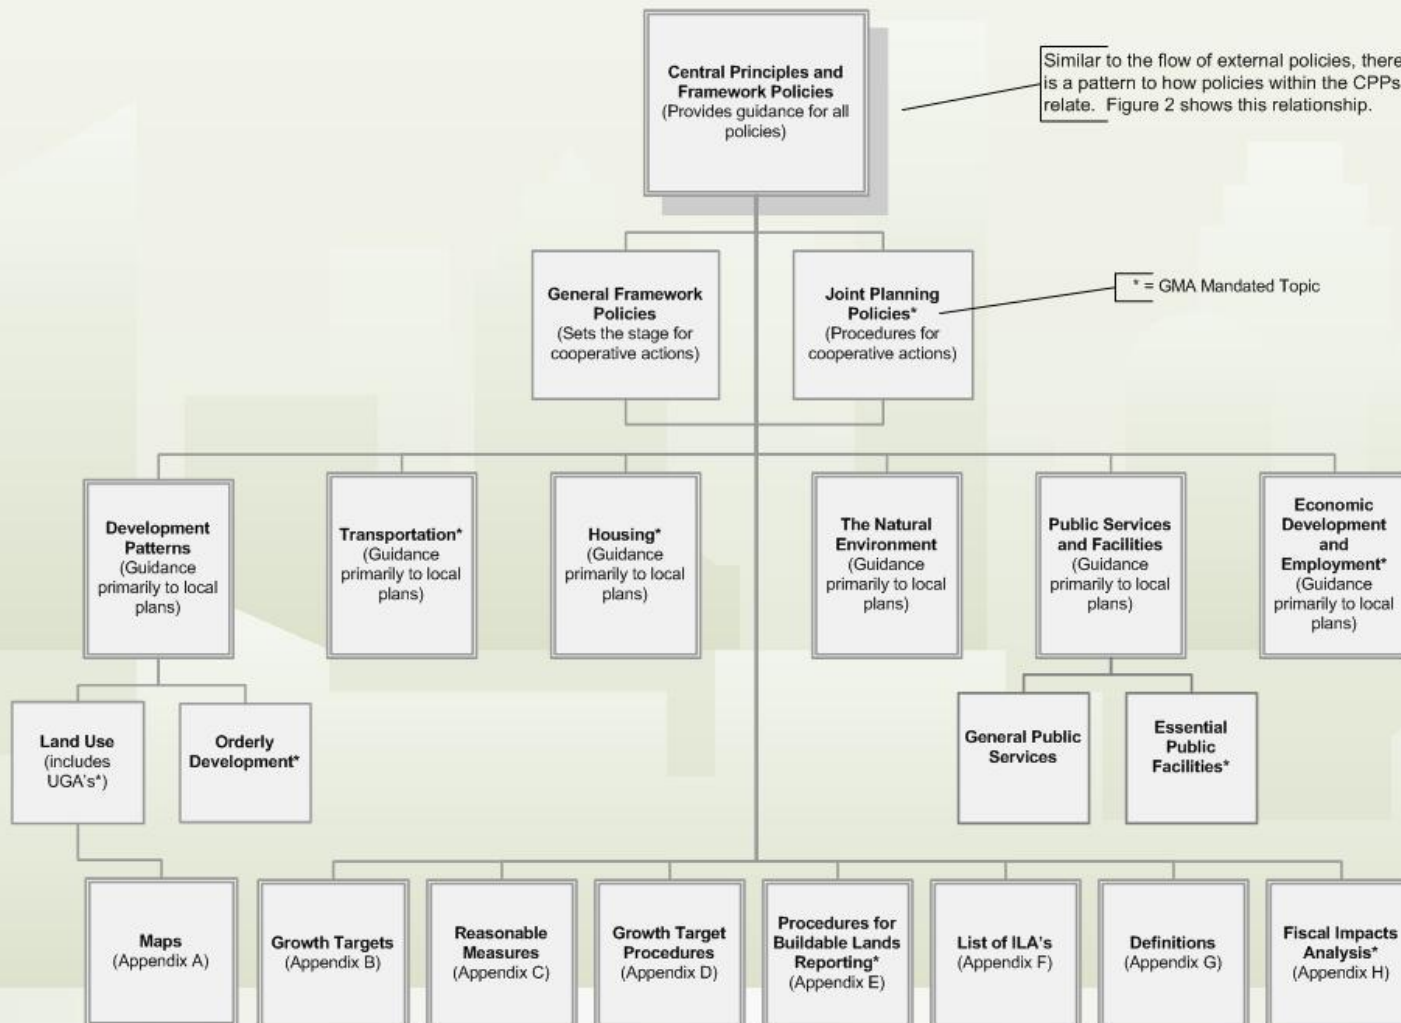 Central Principles and
Framework Policies
(Provides guidance for all
policies)
Similar to the flow of external policies, there
is a pattern to how policies within the CPPs
relate. Figure 2 shows this relationship.
General Framework
Policies
(Sets the stage for
cooperative actions)
Joint Planning
Policies*
(Procedures for
cooperative actions)
* = GMA Mandated Topic
Development
Patterns
(Guidance
primarily to local
plans)
Transportation*
(Guidance
primarily to local
plans)
Housing*
(Guidance
primarily to local
plans)
The Natural
Environment
(Guidance
primarily to local
plans)
Public Services
and Facilities
(Guidance
primarily to local
plans)
Economic
Development
and
Employment*
(Guidance
primarily to local
plans)
Land Use
(includes
UGA's*)
Orderly
Development*
General Public
Services
Essential
Public
Facilities*
Maps
(Appendix A)
Growth Targets
(Appendix B)
Reasonable
Measures
(Appendix C)
Growth Target
Procedures
(Appendix D)
Procedures for
Buildable Lands
Reporting*
(Appendix E)
List of ILA's
(Appendix F)
Definitions
(Appendix G)
Fiscal Impacts
Analysis*
(Appendix H)